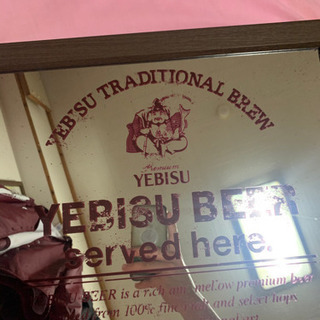 YEBISU TRADITIONAL BREW
YEBISU
YEBISU BEER
served here.
BEER is a rich and mellow premium beer
from 100% fine malt and select hops